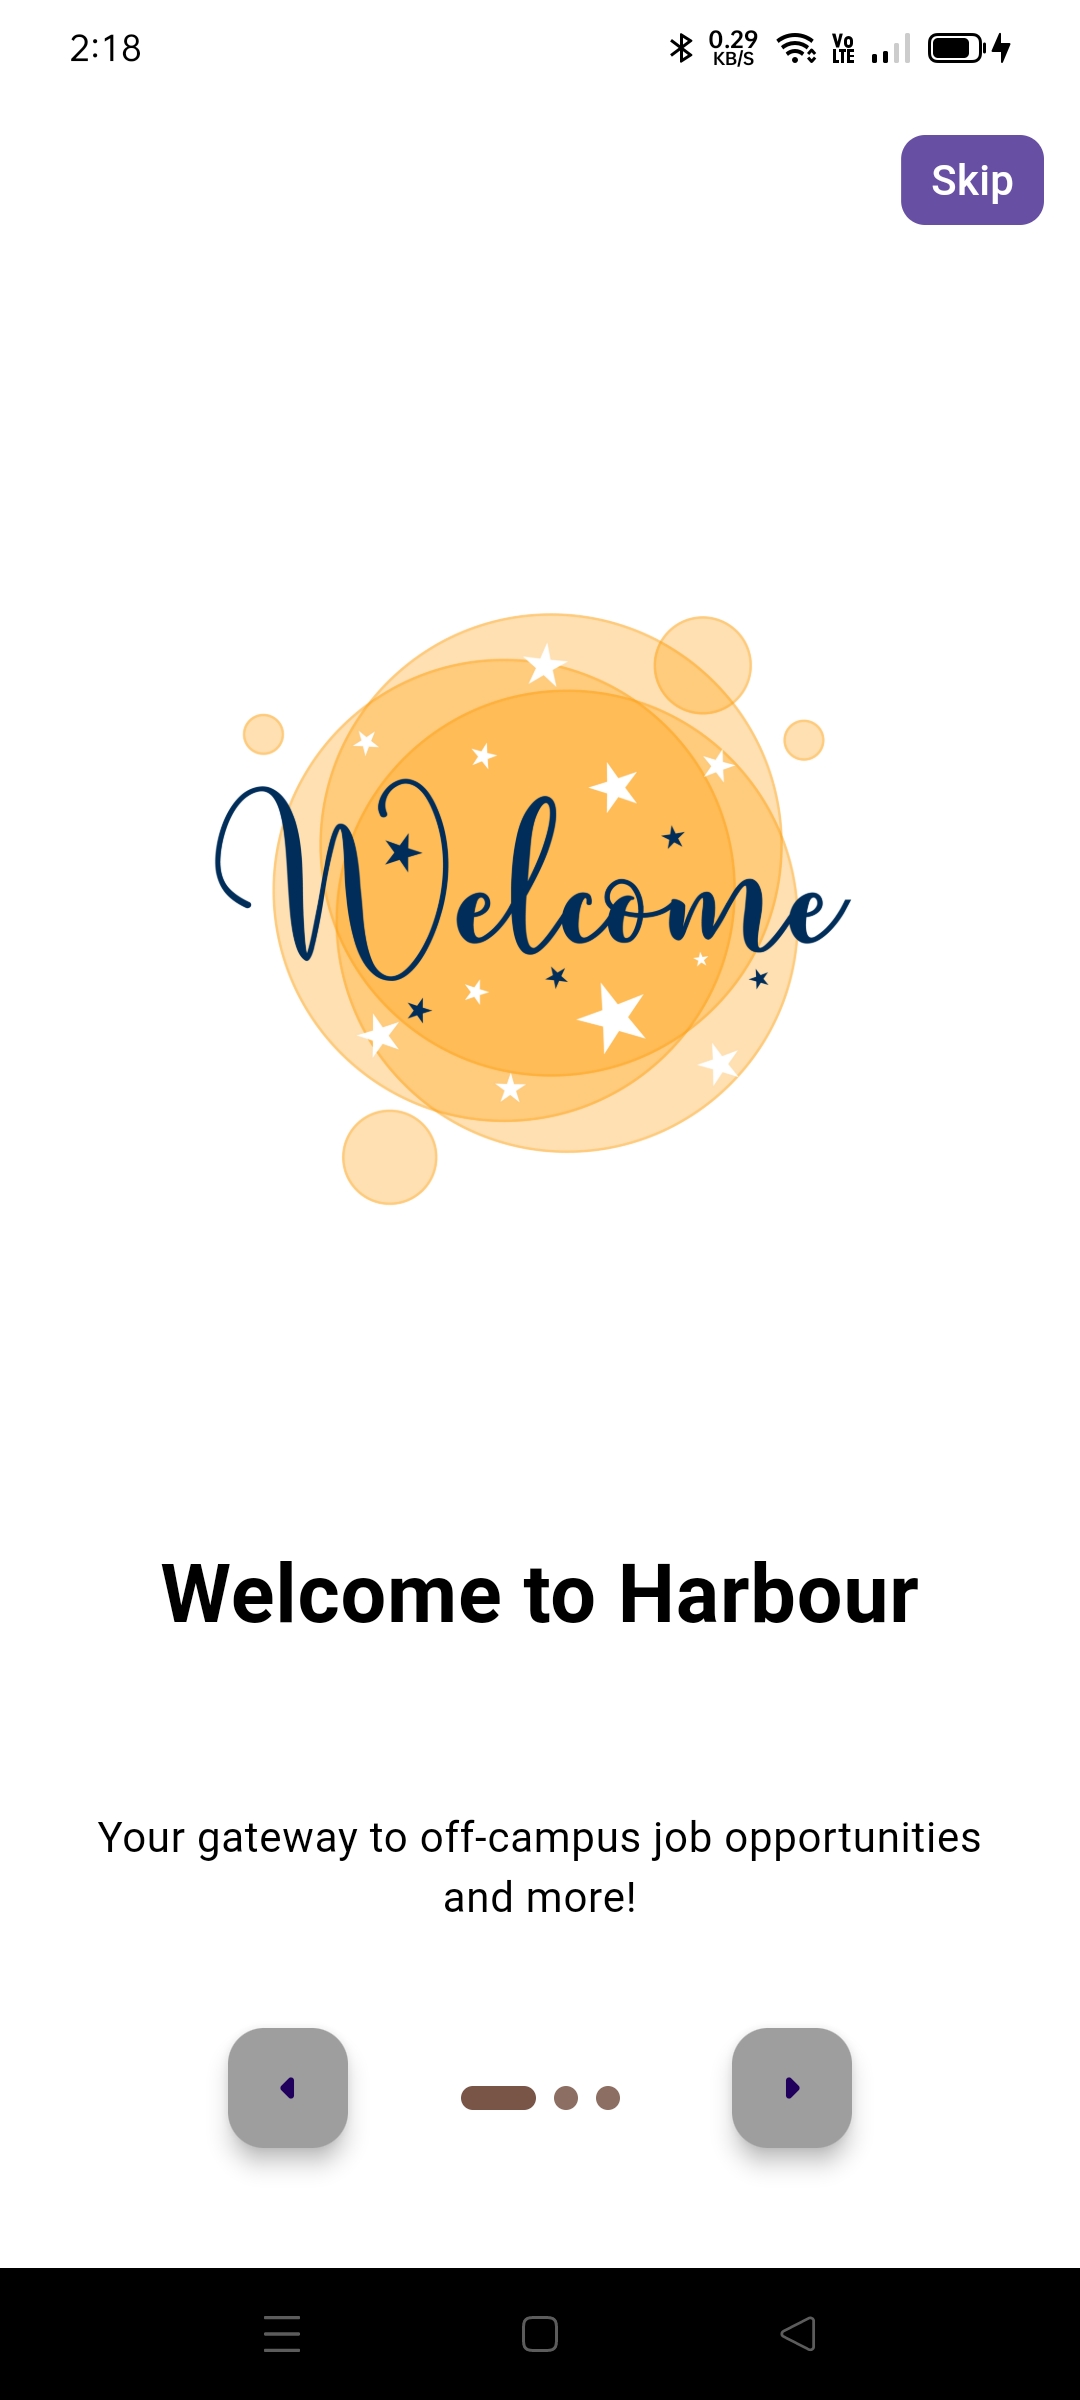 2:18
0.29
KB/S
Vo
LTE
Skip
Welcome
Welcome to Harbour
Your gateway to off-campus job opportunities
and more!